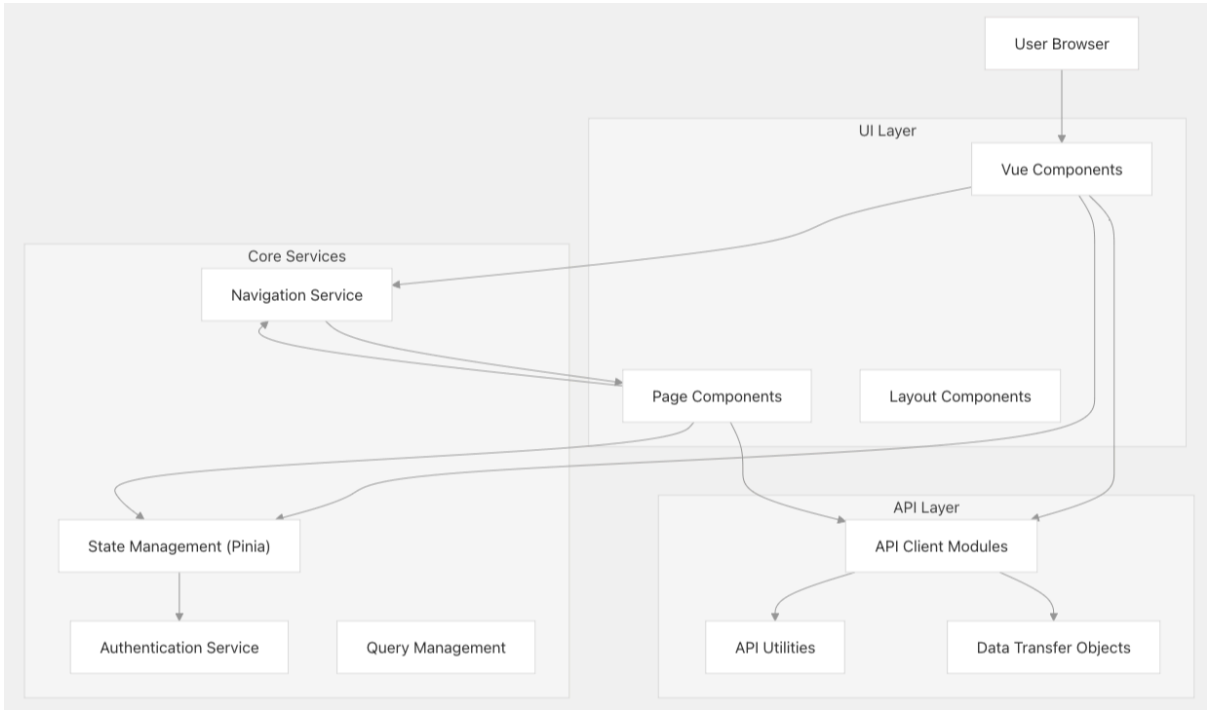 User Browser
UI Layer
Vue Components
Core Services
Navigation Service
Page Components
Layout Components
API Layer
State Management (Pinia)
API Client Modules
Authentication Service
Query Management
API Utilities
Data Transfer Objects